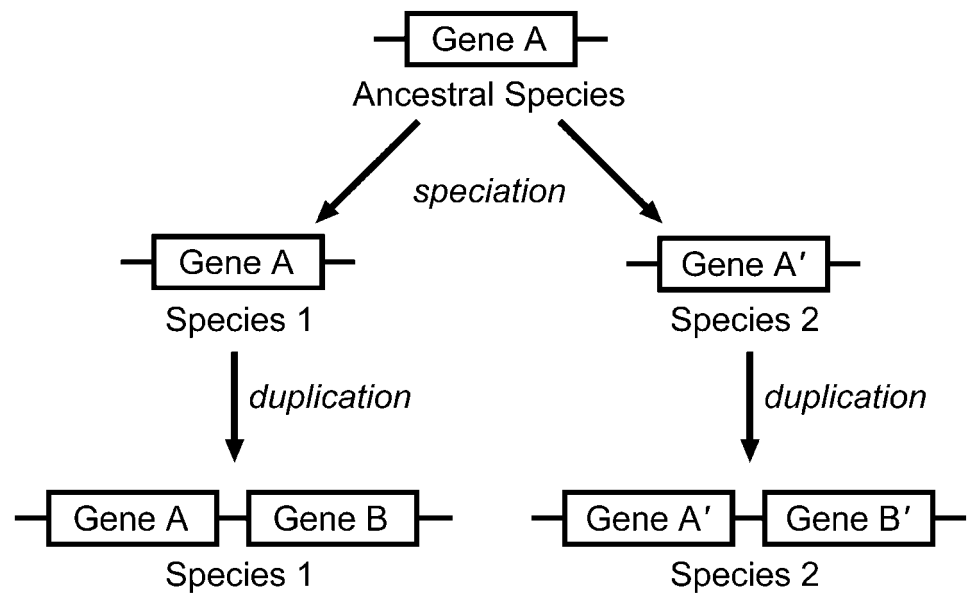 Gene A
Ancestral Species
speciation
Gene A
Gene A′
Species 1
Species 2
duplication
duplication
Gene A
Gene B
Gene A′
Gene B′
Species 1
Species 2